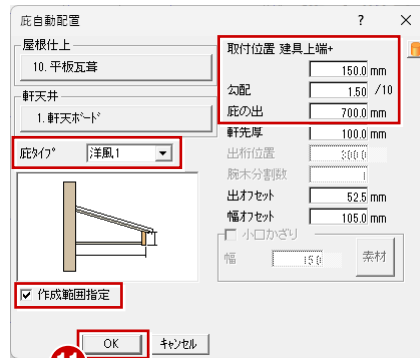 庇自動配置 ? ×
屋根仕上
10. 平板瓦葺
軒天井
1. 軒天ボード
庇タイプ 洋風1
作成範囲指定
取付位置 建具上端+
150.0 mm
勾配 1.50 /10
庇の出 700.0 mm
軒先厚 100.0 mm
出桁位置 300.0
腕木分割数 1
出オフセット 52.5 mm
幅オフセット 105.0 mm
小口かざり
幅 15.0 素材
OK キャンセル
11